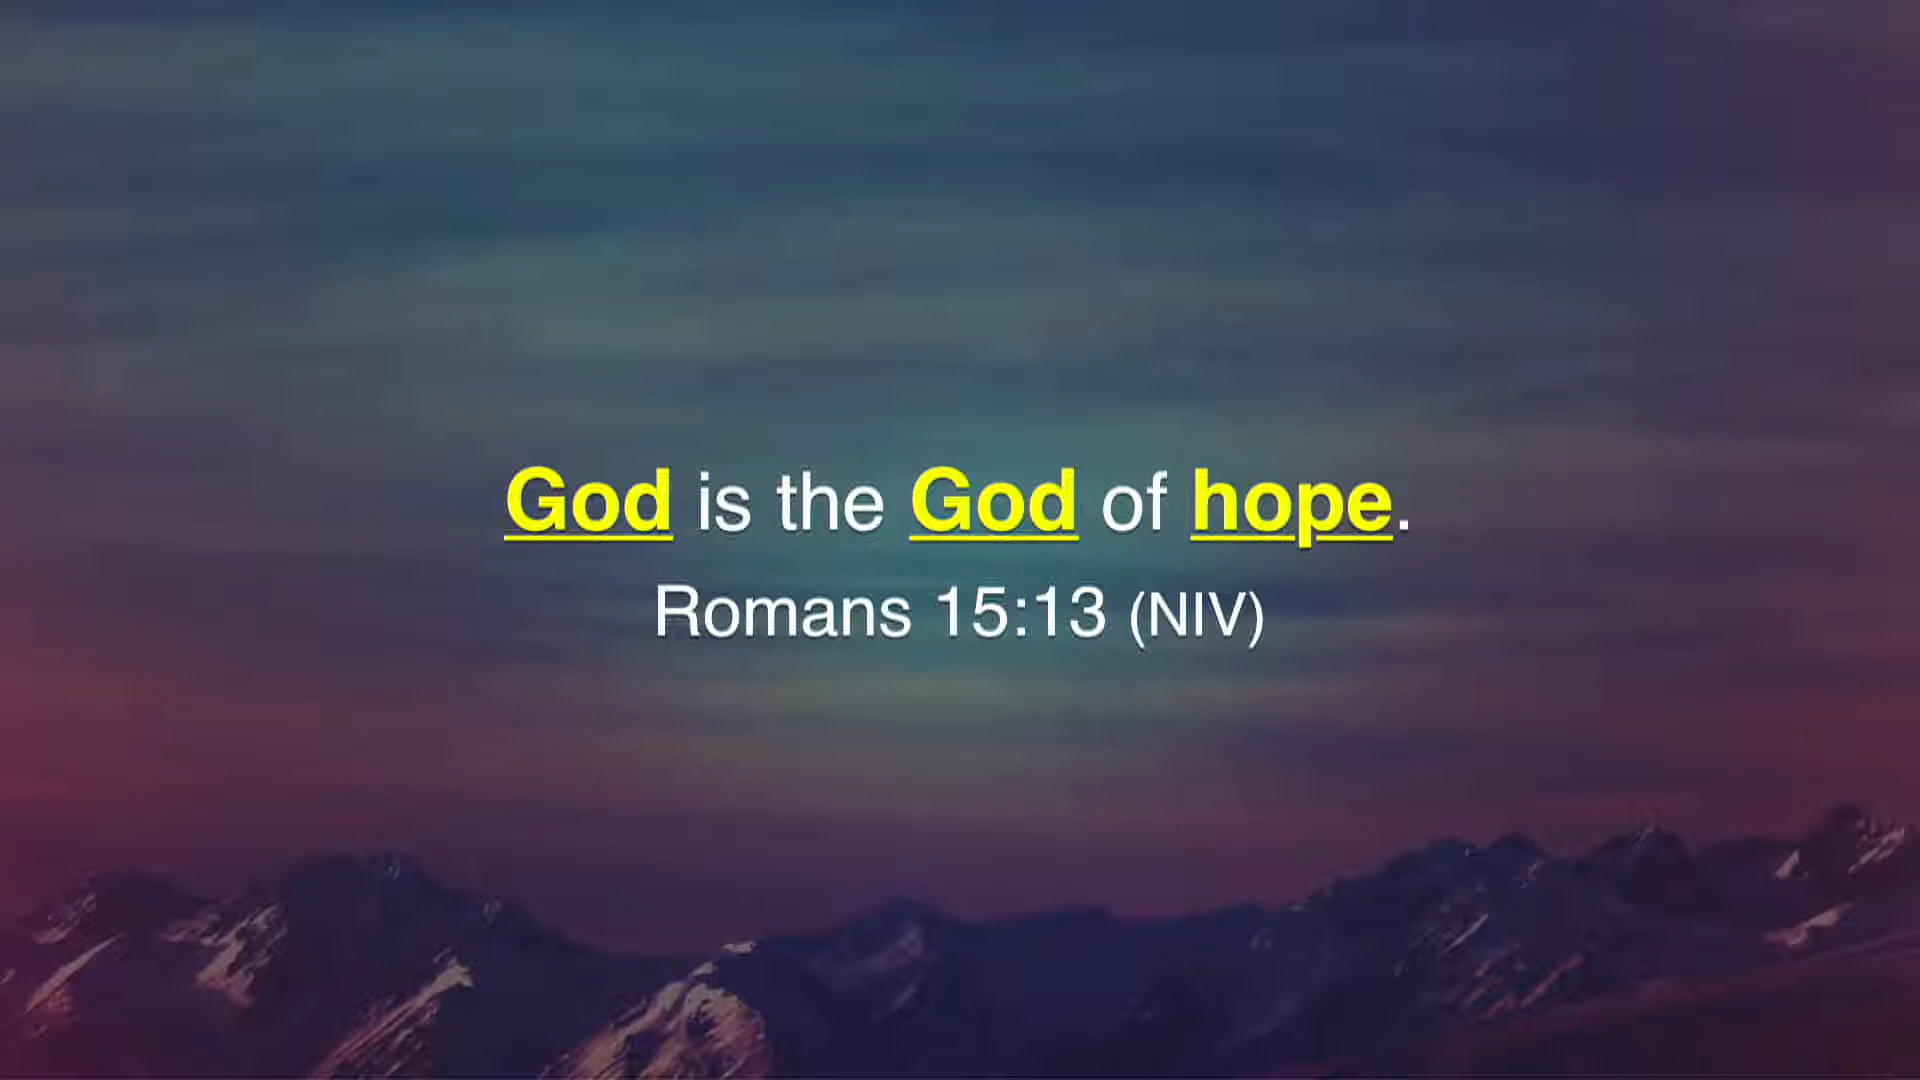 God is the God of hope.
Romans 15:13 (NIV)